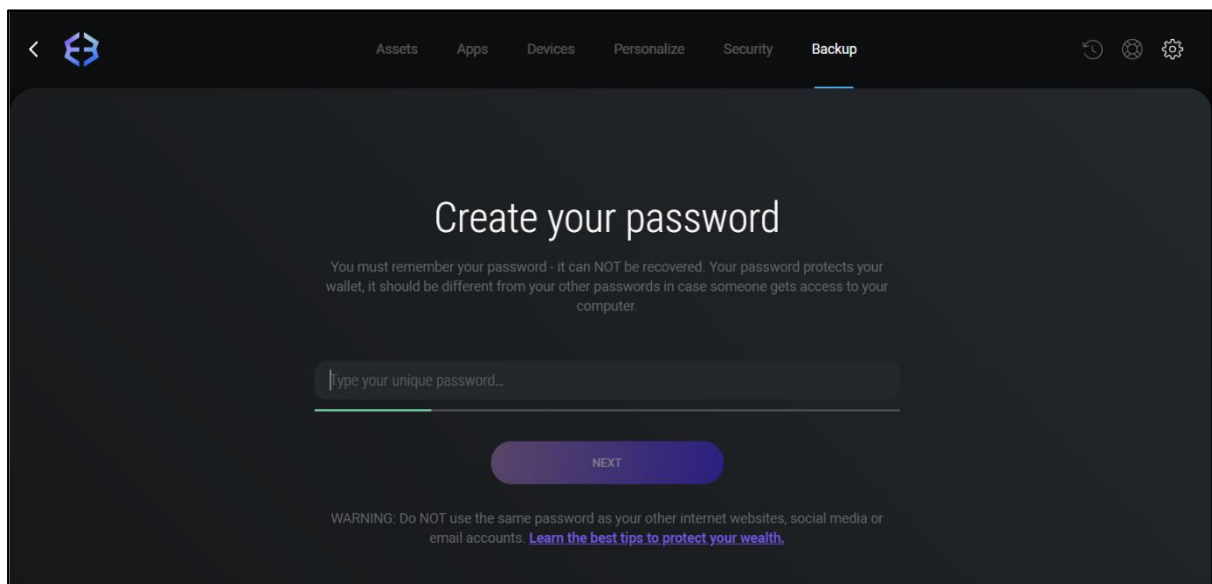 Assets Apps Devices Personalize Security Backup
Create your password
You must remember your password - it can NOT be recovered. Your password protects your
wallet, it should be different from your other passwords in case someone gets access to your
computer.
Type your unique password...
NEXT
WARNING: Do NOT use the same password as your other internet websites, social media or
email accounts. Learn the best tips to protect your wealth.